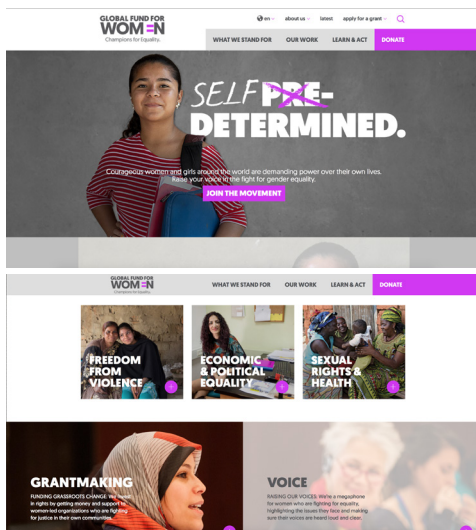 GLOBAL FUND FOR
WOMEN
Champions for Equality.
en
about us
latest
apply for a grant
WHAT WE STAND FOR
OUR WORK
LEARN & ACT
DONATE
SELF PRE-
DETERMINED.
Courageous women and girls around the world are demanding power over their own lives.
Raise your voice in the fight for gender equality.
JOIN THE MOVEMENT
GLOBAL FUND FOR
WOMEN
Champions for Equality.
WHAT WE STAND FOR
OUR WORK
LEARN & ACT
DONATE
FREEDOM
FROM
VIOLENCE
ECONOMIC
& POLITICAL
EQUALITY
SEXUAL
RIGHTS &
HEALTH
GRANTMAKING
FUNDING GRASSROOTS CHANGE: We invest
in rights by getting money and support to
women-led organizations who are fighting
for justice in their own communities.
VOICE
RAISING OUR VOICES: We're a megaphone
for women who are fighting for equality,
highlighting the issues they face and making
sure their voices are heard loud and clear.